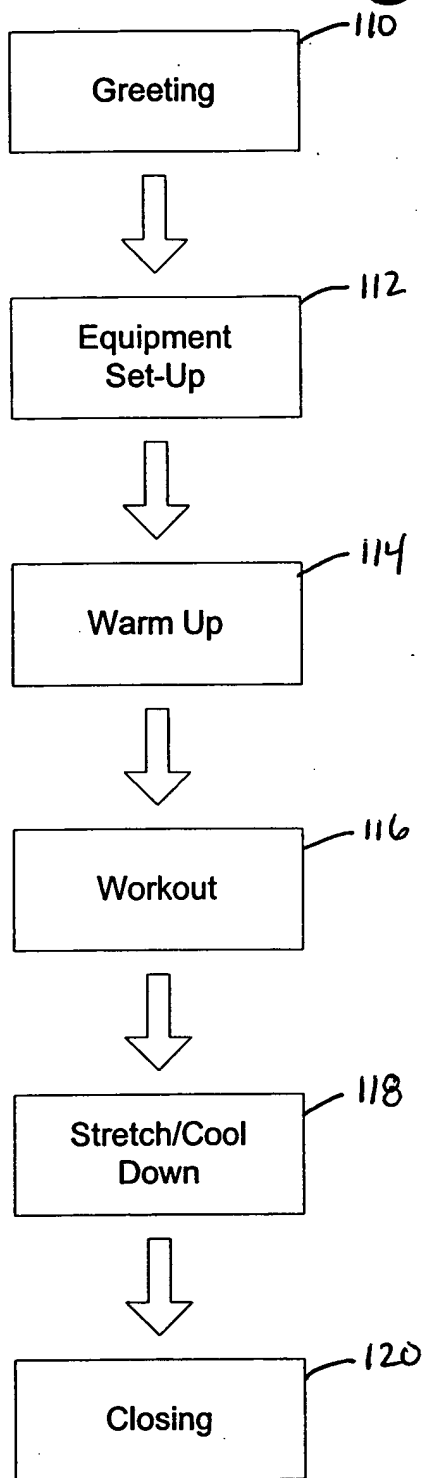 110
Greeting
112
Equipment
Set-Up
114
Warm Up
116
Workout
118
Stretch/Cool
Down
120
Closing